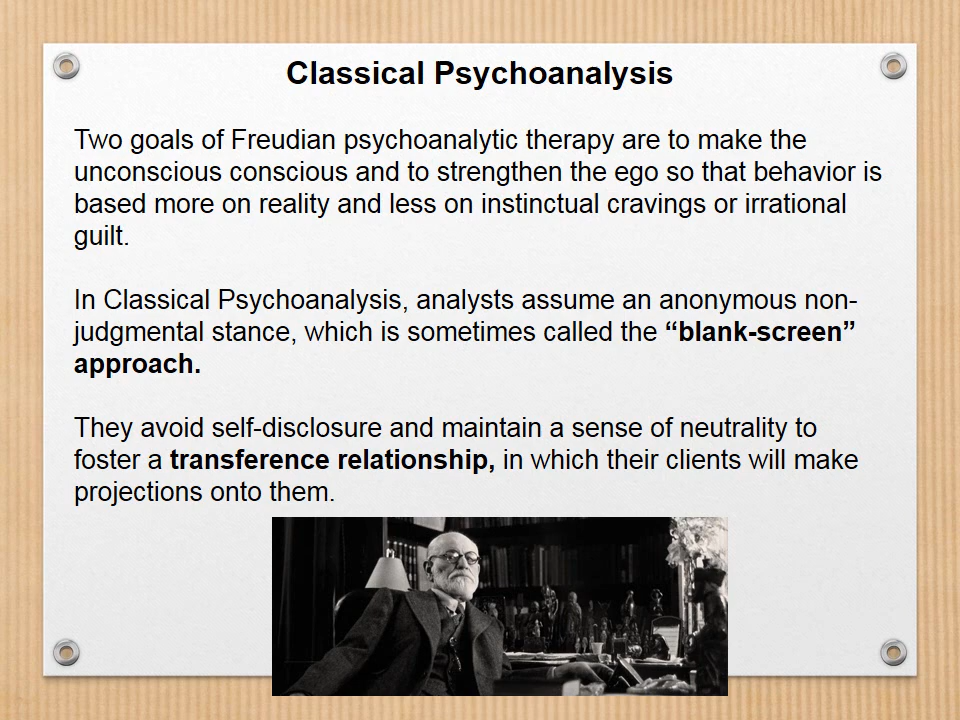 Classical Psychoanalysis
Two goals of Freudian psychoanalytic therapy are to make the
unconscious conscious and to strengthen the ego so that behavior is
based more on reality and less on instinctual cravings or irrational
guilt.
In Classical Psychoanalysis, analysts assume an anonymous non-
judgmental stance, which is sometimes called the “blank-screen”
approach.
They avoid self-disclosure and maintain a sense of neutrality to
foster a transference relationship, in which their clients will make
projections onto them.